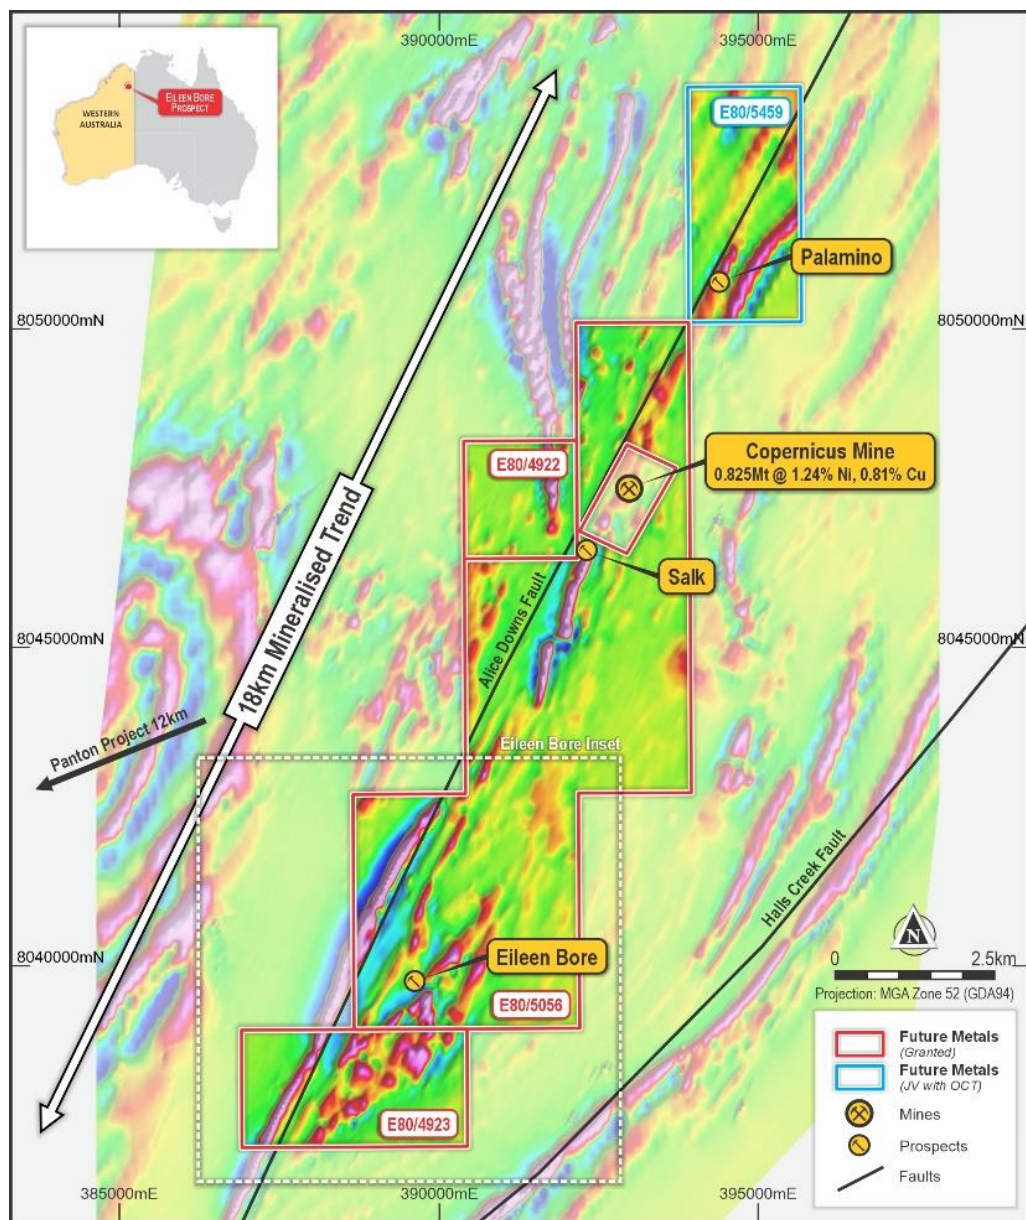 390000mE
395000mE
WESTERN
AUSTRALIA
EILEEN BORE
PROSPECT
E80/5459
Palamino
8050000mN
8050000mN
E80/4922
Copernicus Mine
0.825Mt @ 1.24% Ni, 0.81% Cu
Salk
18km Mineralised Trend
Alice Downs Fault
8045000mN
8045000mN
Panton Project 12km
Eileen Bore Inset
Halls Creek Fault
N
Eileen Bore
8040000mN
0
2.5km
Projection: MGA Zone 52 (GDA94)
E80/5056
E80/4923
Future Metals
(Granted)
Future Metals
(JV with OCT)
Mines
Prospects
Faults
385000mE
390000mE
395000mE